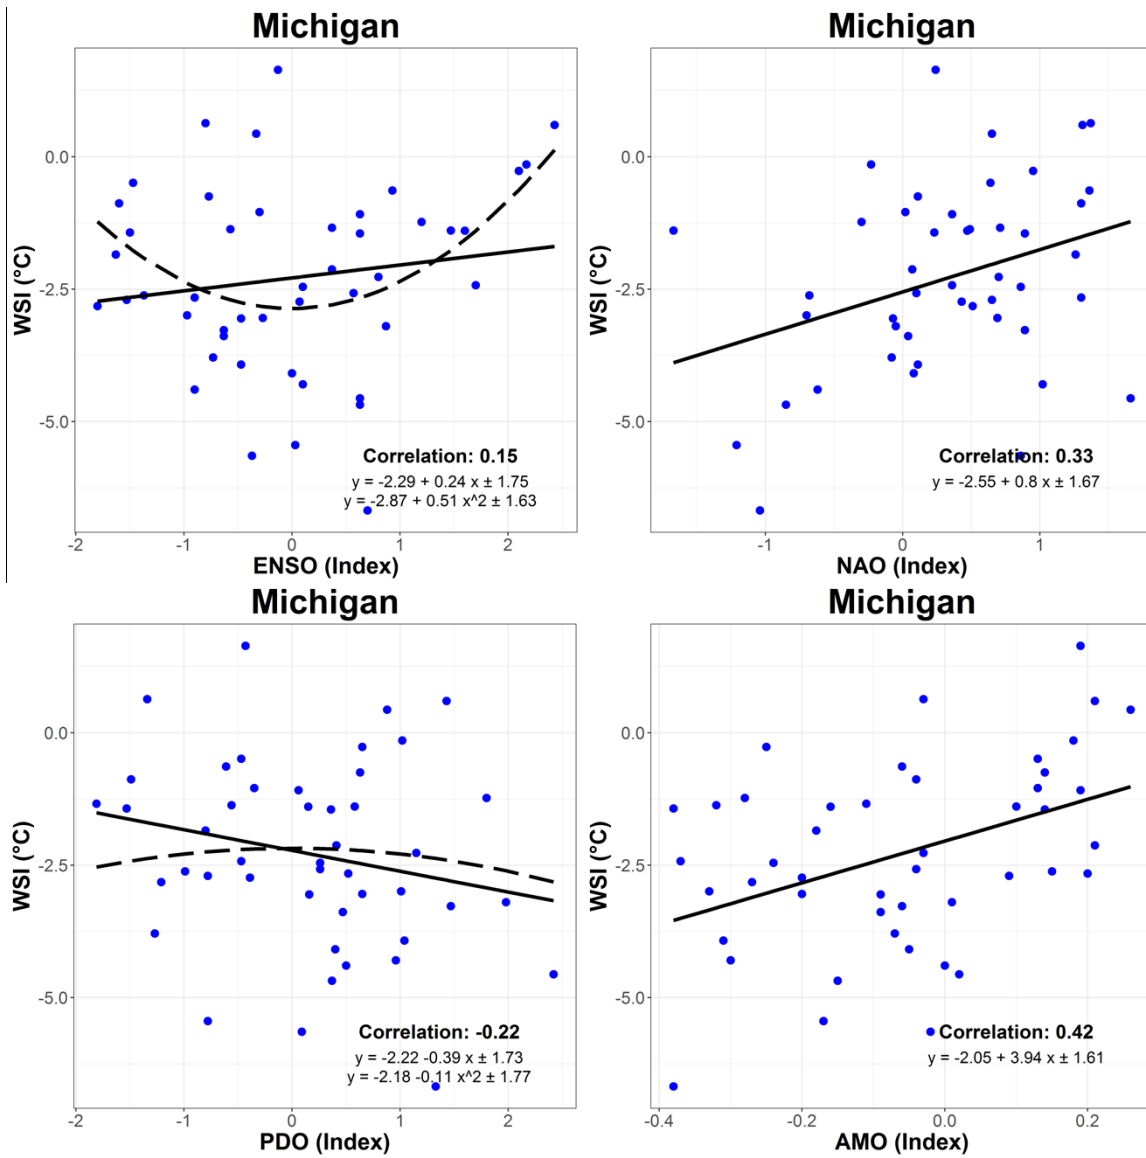 Michigan
WSI (°C)
0.0
-2.5
-5.0
Correlation: 0.15
y = -2.29 + 0.24 x ± 1.75
y = -2.87 + 0.51 x^2 ± 1.63
-2 -1 0 1 2
ENSO (Index)
Michigan
WSI (°C)
0.0
-2.5
-5.0
Correlation: 0.33
y = -2.55 + 0.8 x ± 1.67
-1 0 1
NAO (Index)
Michigan
WSI (°C)
0.0
-2.5
-5.0
Correlation: -0.22
y = -2.22 -0.39 x ± 1.73
y = -2.18 -0.11 x^2 ± 1.77
-2 -1 0 1 2
PDO (Index)
Michigan
WSI (°C)
0.0
-2.5
-5.0
Correlation: 0.42
y = -2.05 + 3.94 x ± 1.61
-0.4 -0.2 0.0 0.2
AMO (Index)